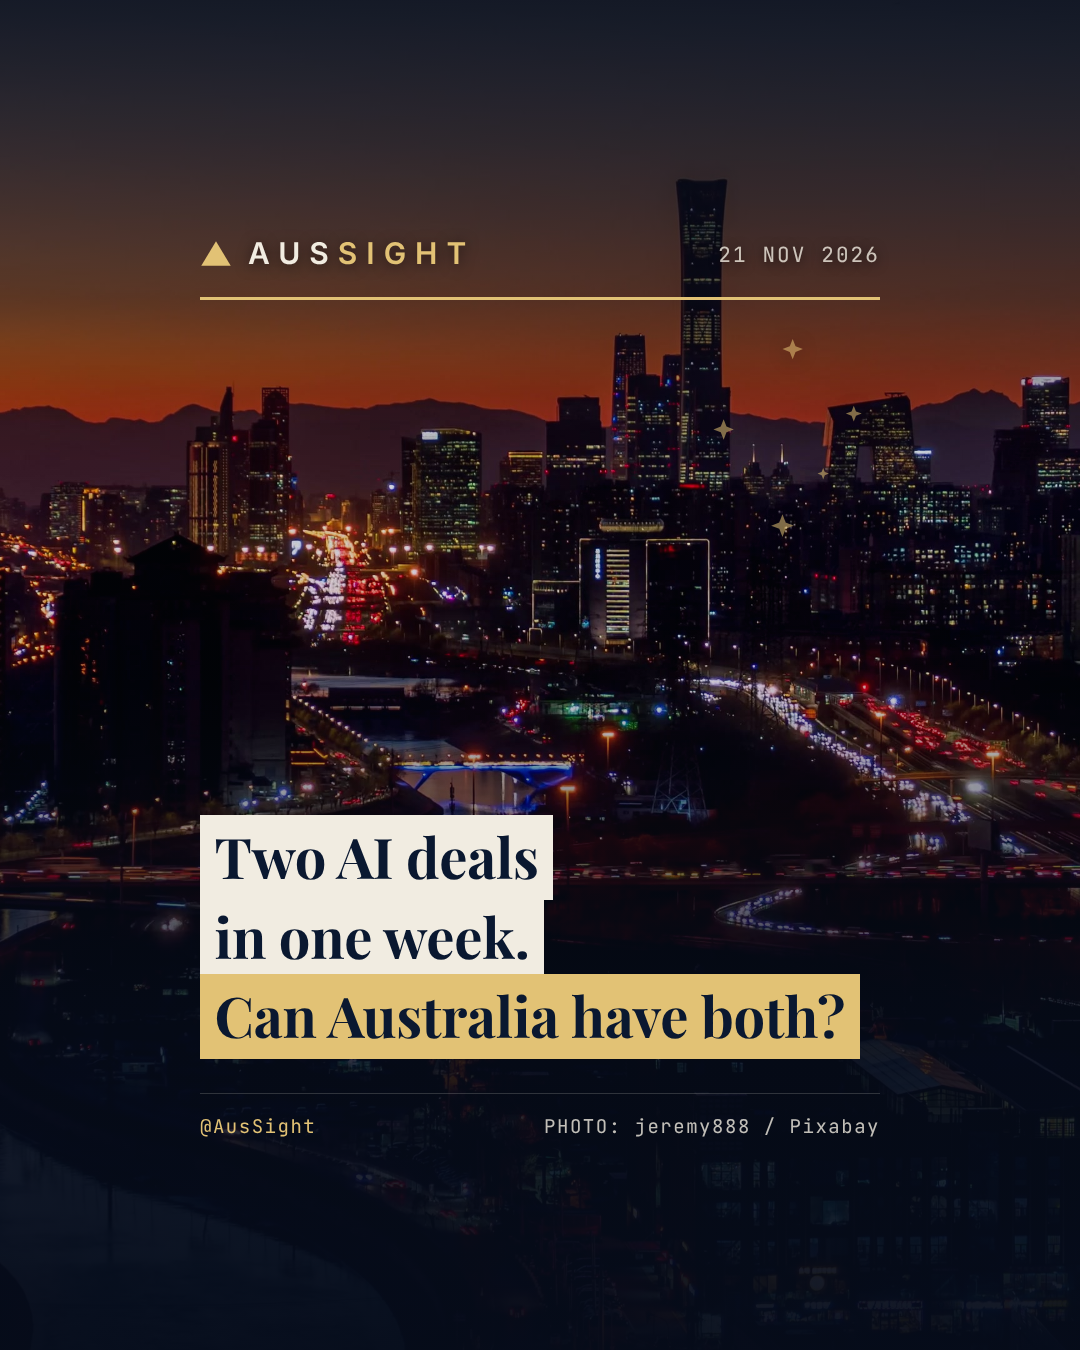 AUSSIGHT
21 NOV 2026
Two AI deals
in one week.
Can Australia have both?
@AusSight
PHOTO: jeremy888 / Pixabay